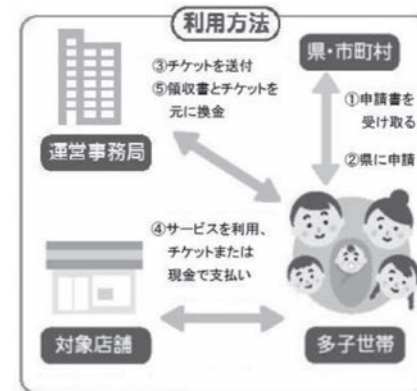 利用方法
③チケットを送付
⑤領収書とチケットを
元に換金
県・市町村
①申請書を
受け取る
②県に申請
運営事務局
④サービスを利用、
チケットまたは
現金で支払い
対象店舗
多子世帯